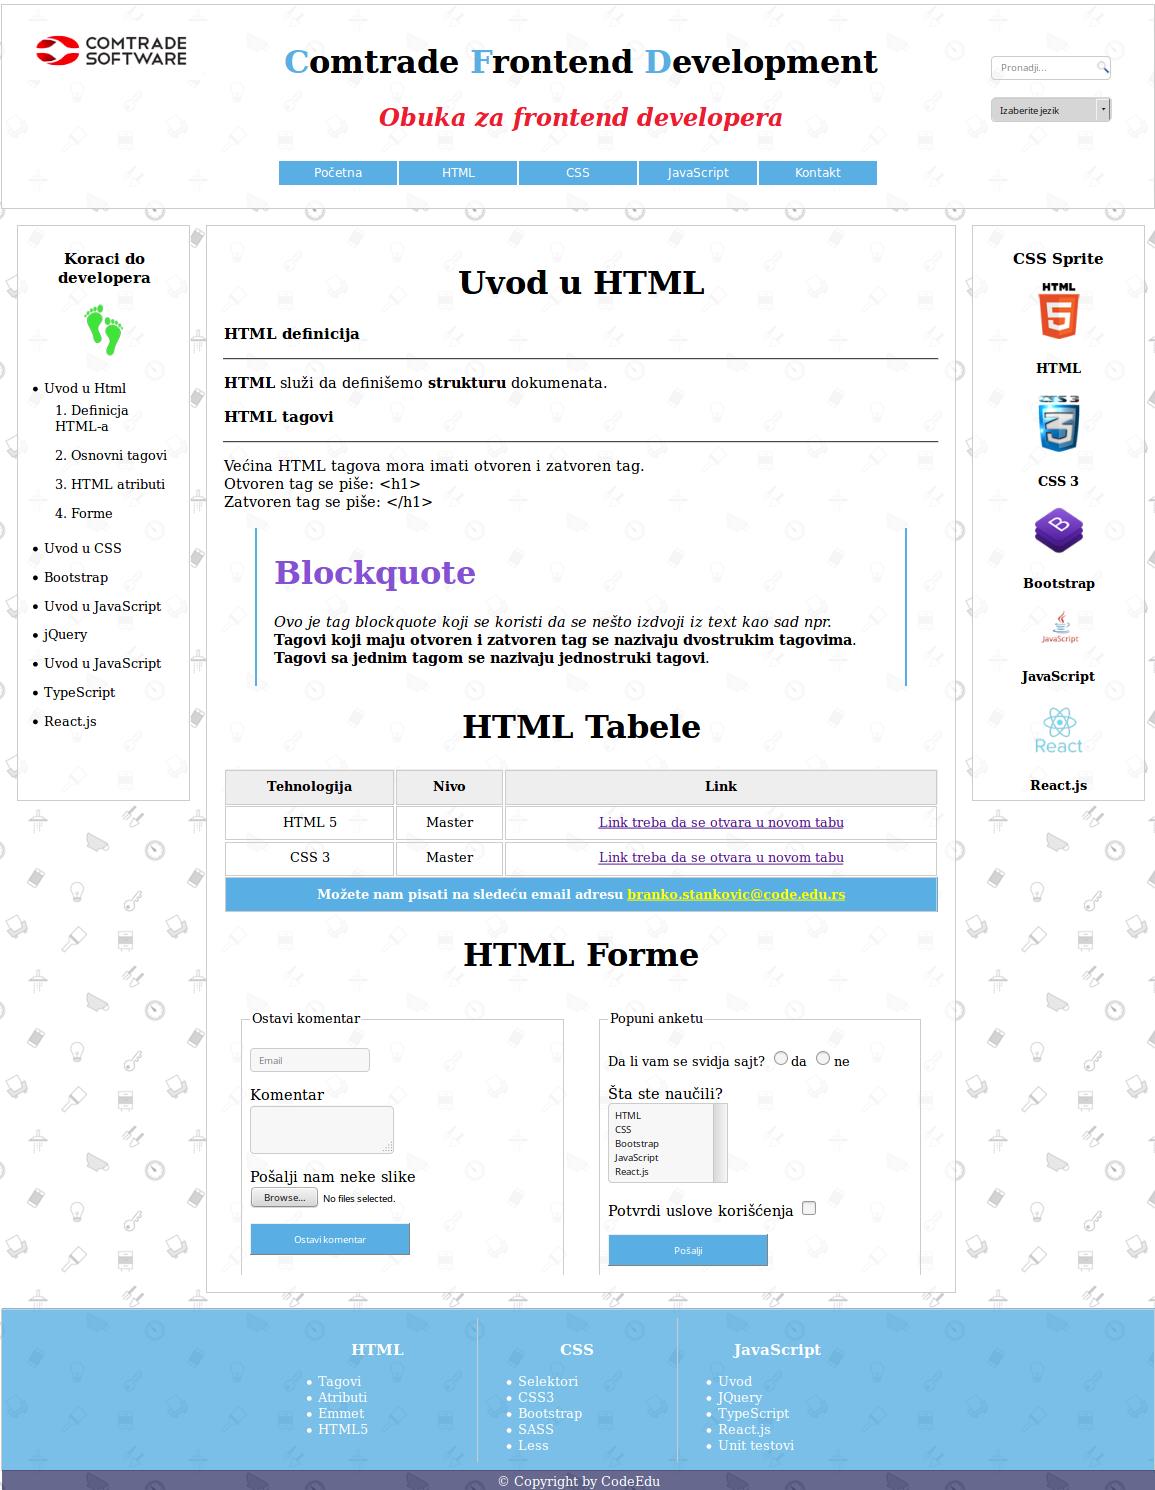 COMTRADE
SOFTWARE
Comtrade Frontend Development
Obuka za frontend developera
Pronadji...
Izaberite jezik
Početna HTML CSS JavaScript Kontakt
Koraci do
developera
Uvod u Html
1. Definicja
HTML-a
2. Osnovni tagovi
3. HTML atributi
4. Forme
Uvod u CSS
Bootstrap
Uvod u JavaScript
jQuery
Uvod u JavaScript
TypeScript
React.js
Uvod u HTML
HTML definicija
HTML služi da definišemo strukturu dokumenata.
HTML tagovi
Većina HTML tagova mora imati otvoren i zatvoren tag.
Otvoren tag se piše: <h1>
Zatvoren tag se piše: </h1>
Blockquote
Ovo je tag blockquote koji se koristi da se nešto izdvoji iz text kao sad npr.
Tagovi koji maju otvoren i zatvoren tag se nazivaju dvostrukim tagovima.
Tagovi sa jednim tagom se nazivaju jednostruki tagovi.
HTML Tabele
Tehnologija Nivo Link
HTML 5 Master Link treba da se otvara u novom tabu
CSS 3 Master Link treba da se otvara u novom tabu
Možete nam pisati na sledeću email adresu branko.stankovic@code.edu.rs
HTML Forme
Ostavi komentar
Email
Komentar
Pošalji nam neke slike
Browse... No files selected.
Ostavi komentar
Popuni anketu
Da li vam se svidja sajt? da ne
Šta ste naučili?
HTML
CSS
Bootstrap
JavaScript
React.js
Potvrdi uslove korišćenja
Pošalji
CSS Sprite
HTML
5
HTML
CSS3
3
CSS 3
B
Bootstrap
JavaScript
JavaScript
React
React.js
HTML
Tagovi
Atributi
Emmet
HTML5
CSS
Selektori
CSS3
Bootstrap
SASS
Less
JavaScript
Uvod
JQuery
TypeScript
React.js
Unit testovi
© Copyright by CodeEdu